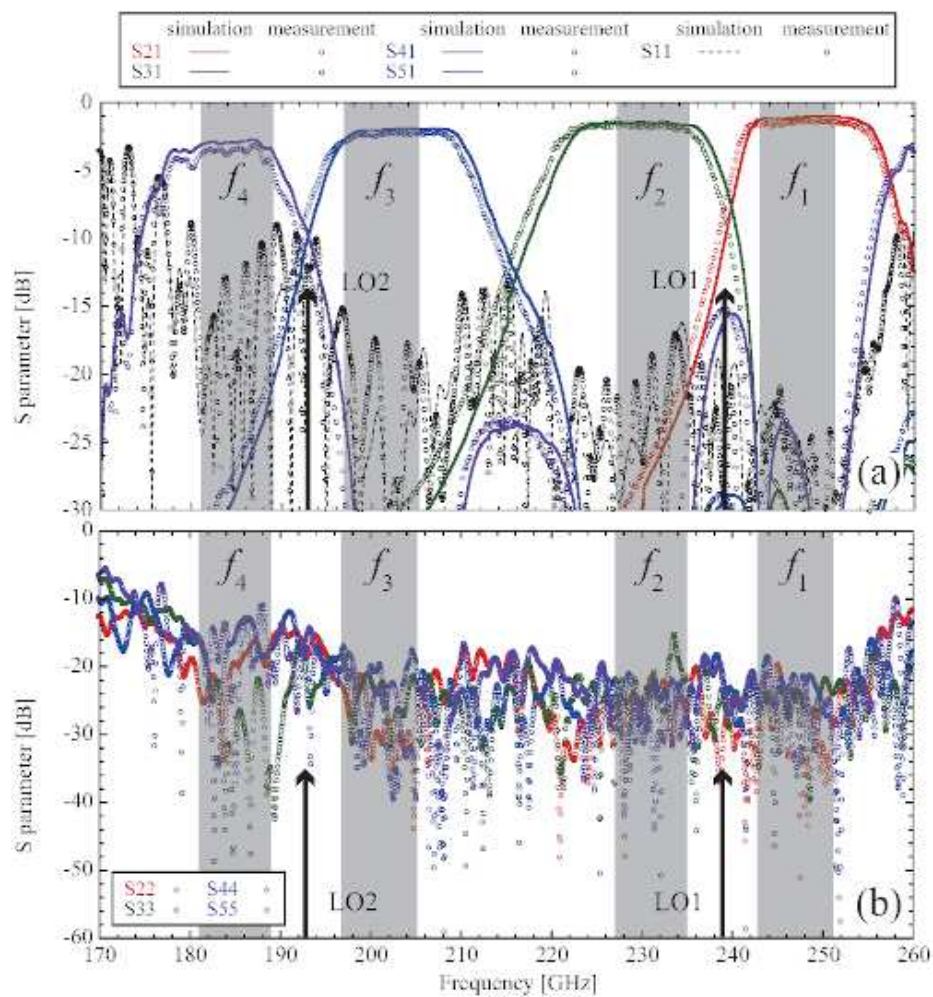 simulation measurement simulation measurement simulation measurement
S21 S41 S11
S31 S51
0
-5
-10
-15
-20
-25
-30
S parameter [dB]
f4 f3 f2 f1
LO2 LO1
(a)
0
-10
-20
-30
-40
-50
-60
S parameter [dB]
f4 f3 f2 f1
S22 S44
S33 S55
LO2 LO1
(b)
170 180 190 200 210 220 230 240 250 260
Frequency [GHz]